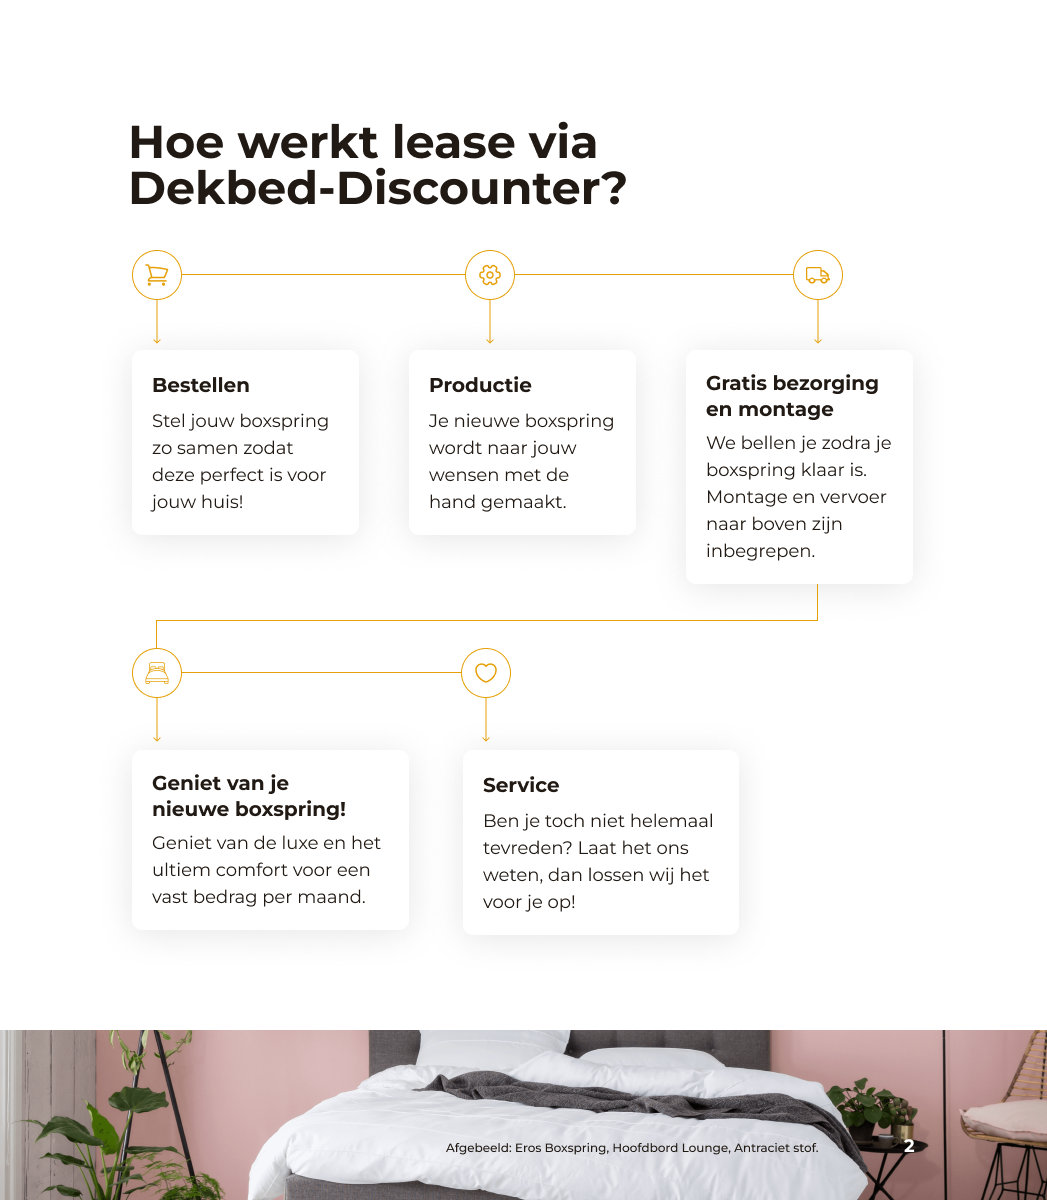 Hoe werkt lease via
Dekbed-Discounter?
Bestellen
Stel jouw boxspring
zo samen zodat
deze perfect is voor
jouw huis!
Productie
Je nieuwe boxspring
wordt naar jouw
wensen met de
hand gemaakt.
Gratis bezorging
en montage
We bellen je zodra je
boxspring klaar is.
Montage en vervoer
naar boven zijn
inbegrepen.
Geniet van je
nieuwe boxspring!
Geniet van de luxe en het
ultiem comfort voor een
vast bedrag per maand.
Service
Ben je toch niet helemaal
tevreden? Laat het ons
weten, dan lossen wij het
voor je op!
Afgebeeld: Eros Boxspring, Hoofdbord Lounge, Antraciet stof.
2